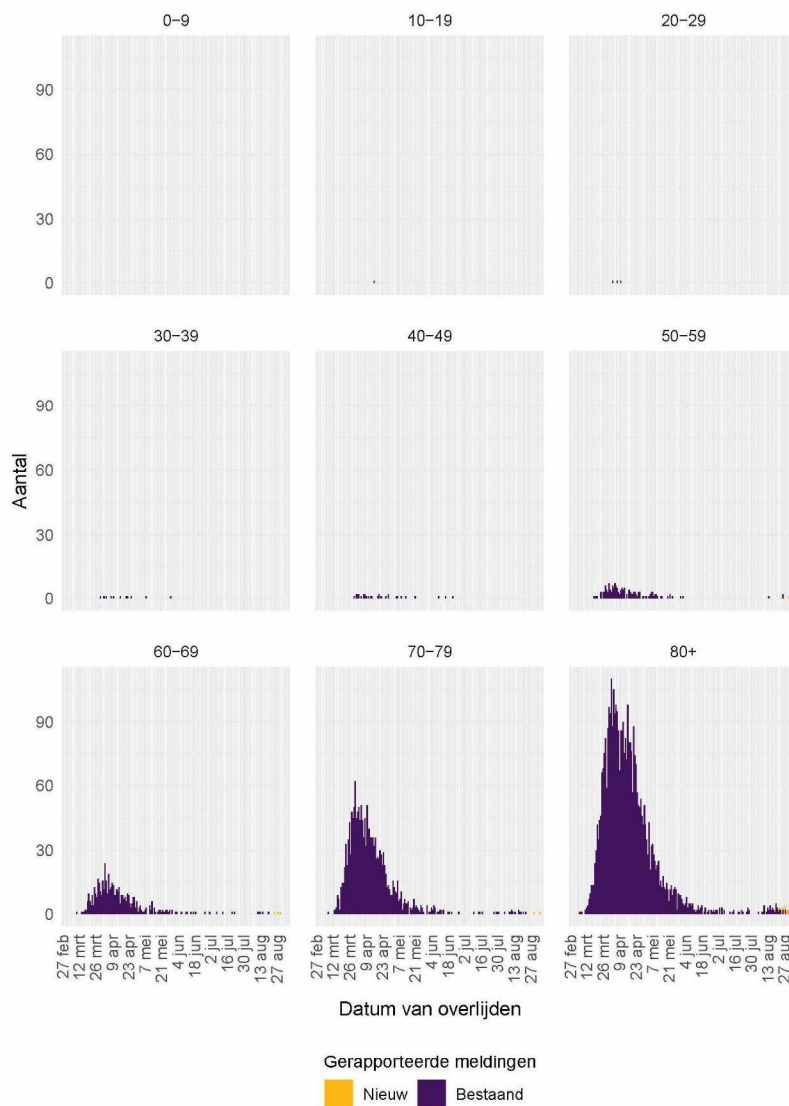 0−9 10−19 20−29
90
60
30
0
30−39 40−49 50−59
90
60
30
0
Aantal
60−69 70−79 80+
90
60
30
0
27 feb 12 mrt 26 mrt 9 apr 23 apr 7 mei 21 mei 4 jun 18 jun 2 jul 16 jul 30 jul 13 aug 27 aug
27 feb 12 mrt 26 mrt 9 apr 23 apr 7 mei 21 mei 4 jun 18 jun 2 jul 16 jul 30 jul 13 aug 27 aug
27 feb 12 mrt 26 mrt 9 apr 23 apr 7 mei 21 mei 4 jun 18 jun 2 jul 16 jul 30 jul 13 aug 27 aug
Datum van overlijden
Gerapporteerde meldingen
Nieuw Bestaand